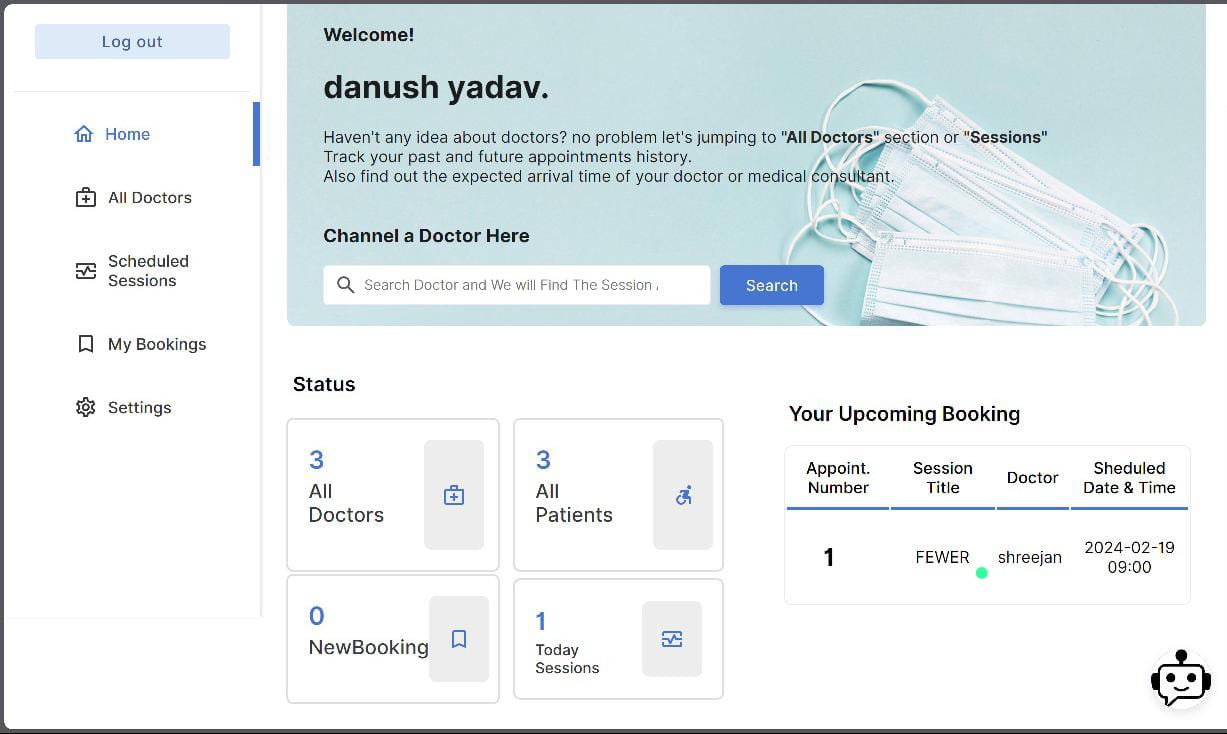 Log out
Home
All Doctors
Scheduled
Sessions
My Bookings
Settings
Welcome!
danush yadav.
Haven't any idea about doctors? no problem let's jumping to "All Doctors" section or "Sessions"
Track your past and future appointments history.
Also find out the expected arrival time of your doctor or medical consultant.
Channel a Doctor Here
Search Doctor and We will Find The Session
Search
Status
3
All
Doctors
3
All
Patients
0
NewBooking
1
Today
Sessions
Your Upcoming Booking
Appoint.
Number
Session
Title
Doctor
Sheduled
Date & Time
1
FEWER
shreejan
2024-02-19
09:00